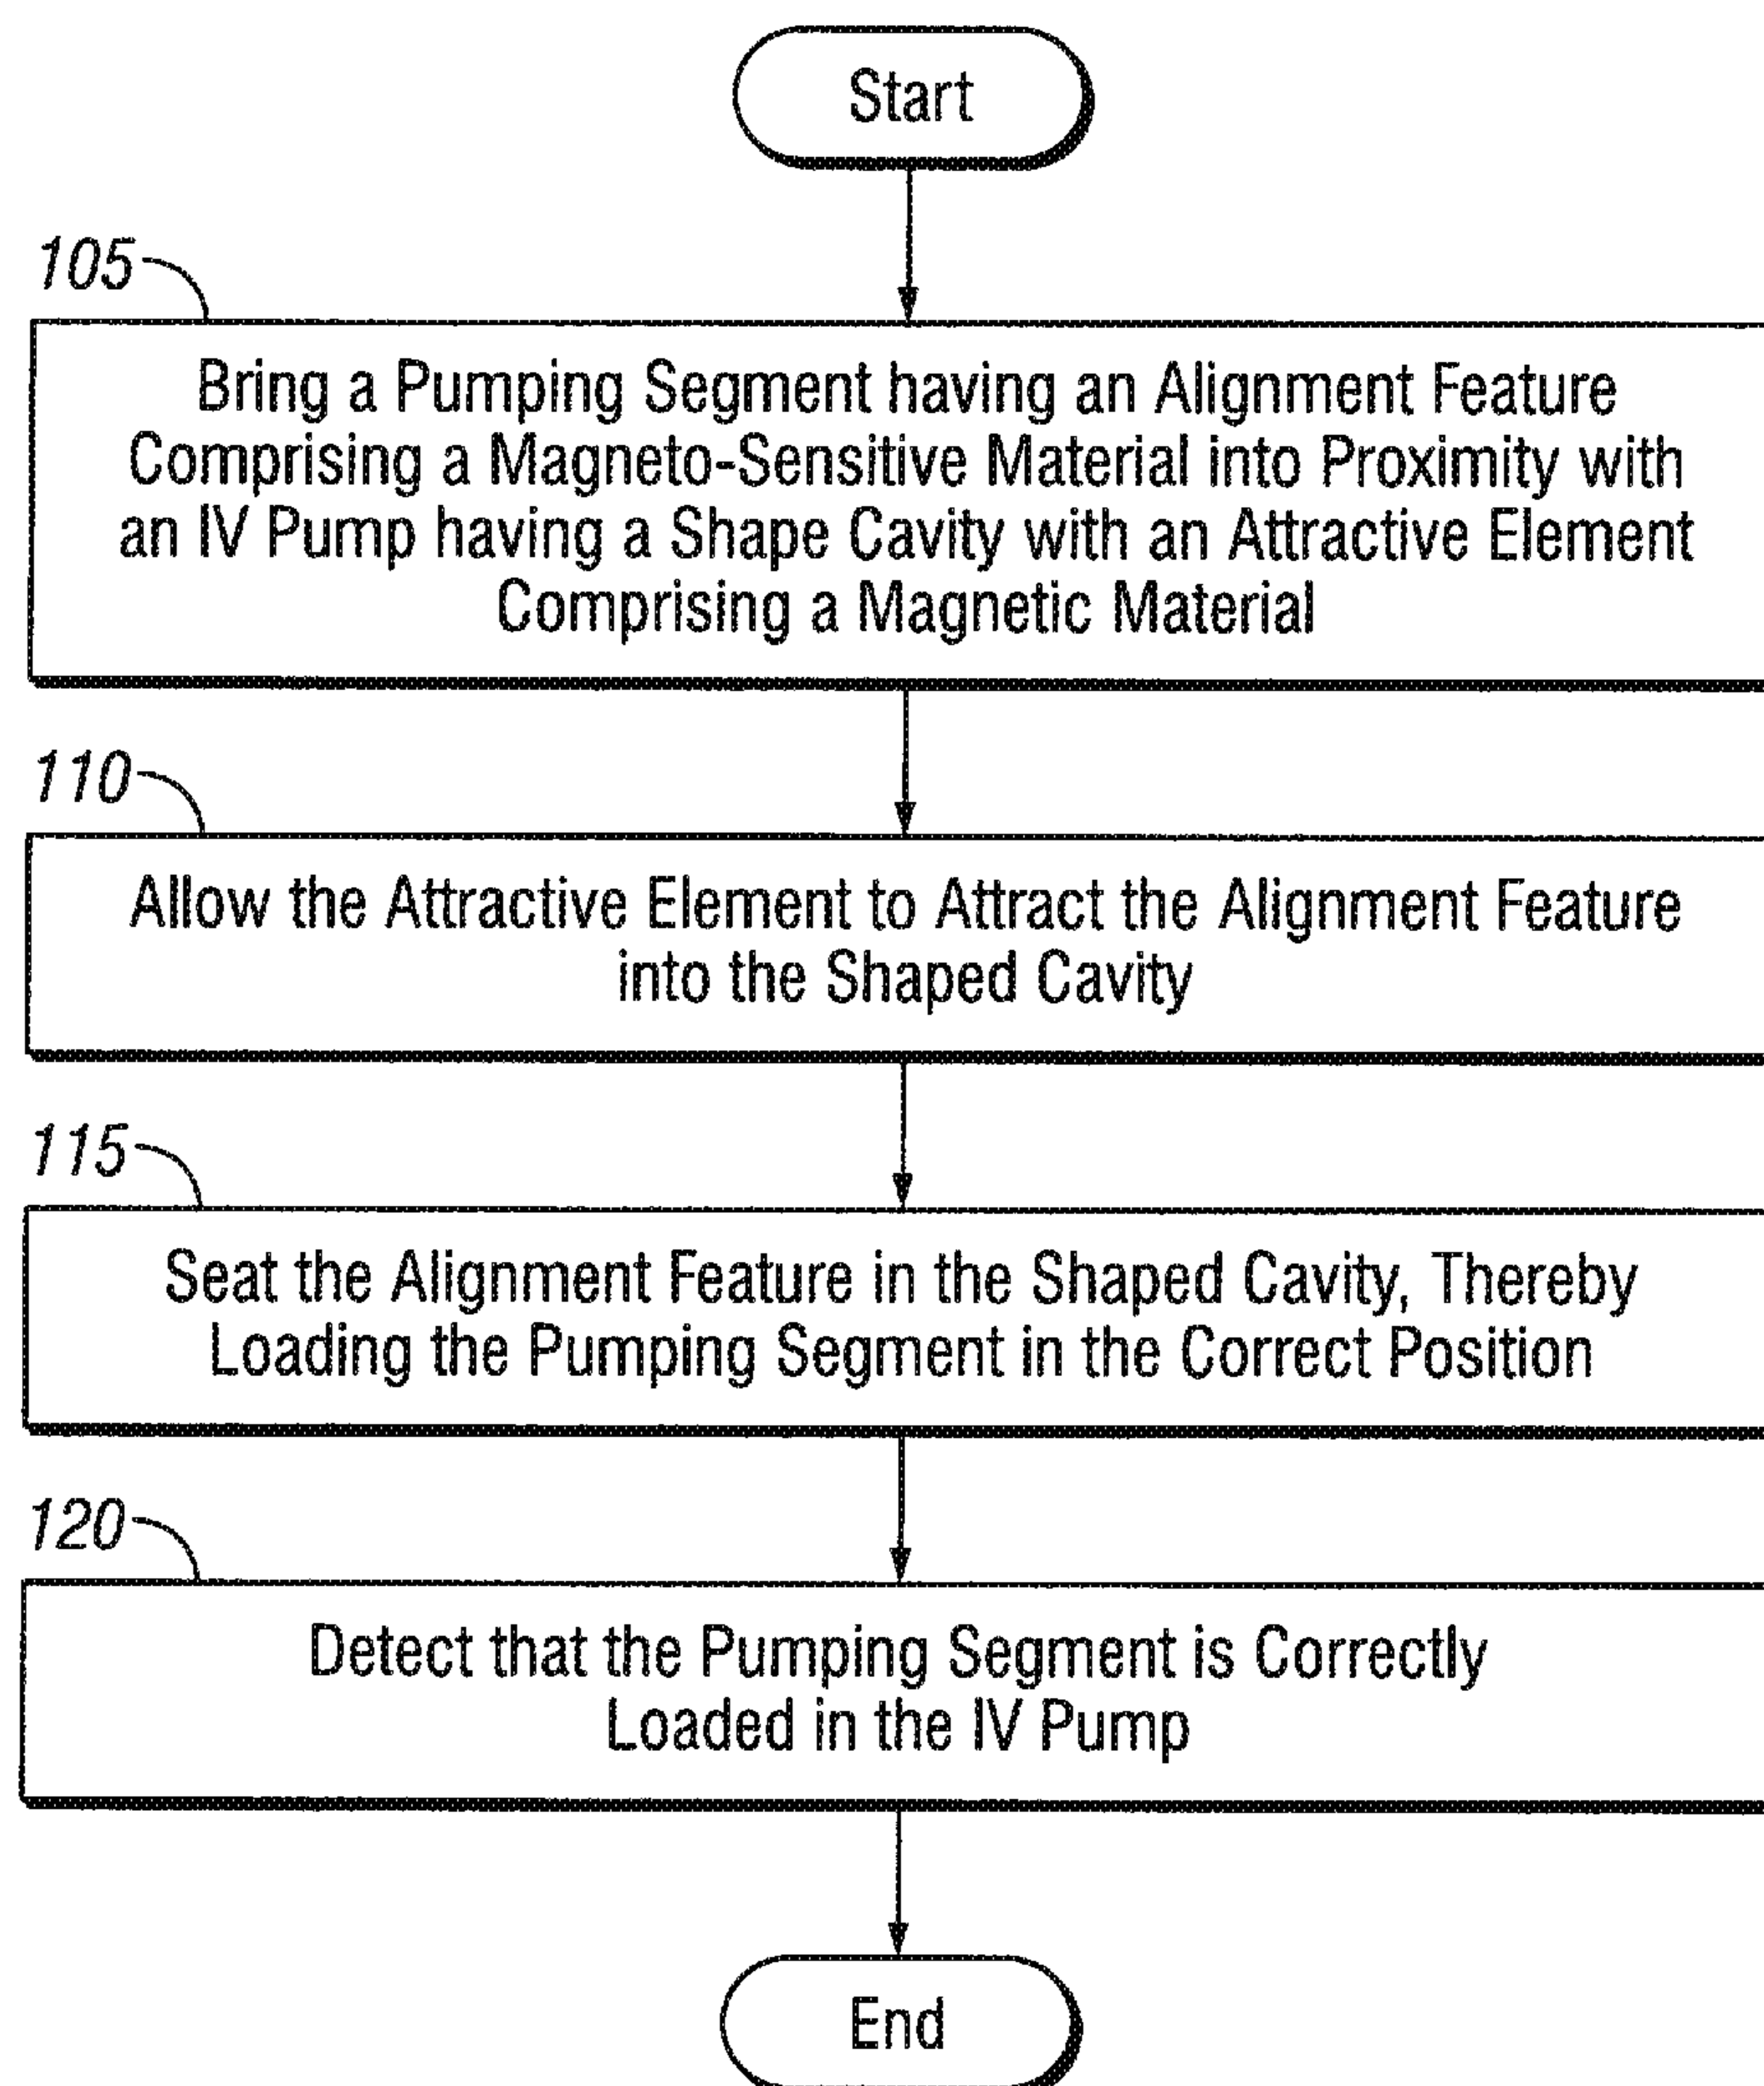 Start
105
Bring a Pumping Segment having an Alignment Feature
Comprising a Magneto-Sensitive Material into Proximity with
an IV Pump having a Shape Cavity with an Attractive Element
Comprising a Magnetic Material
110
Allow the Attractive Element to Attract the Alignment Feature
into the Shaped Cavity
115
Seat the Alignment Feature in the Shaped Cavity, Thereby
Loading the Pumping Segment in the Correct Position
120
Detect that the Pumping Segment is Correctly
Loaded in the IV Pump
End